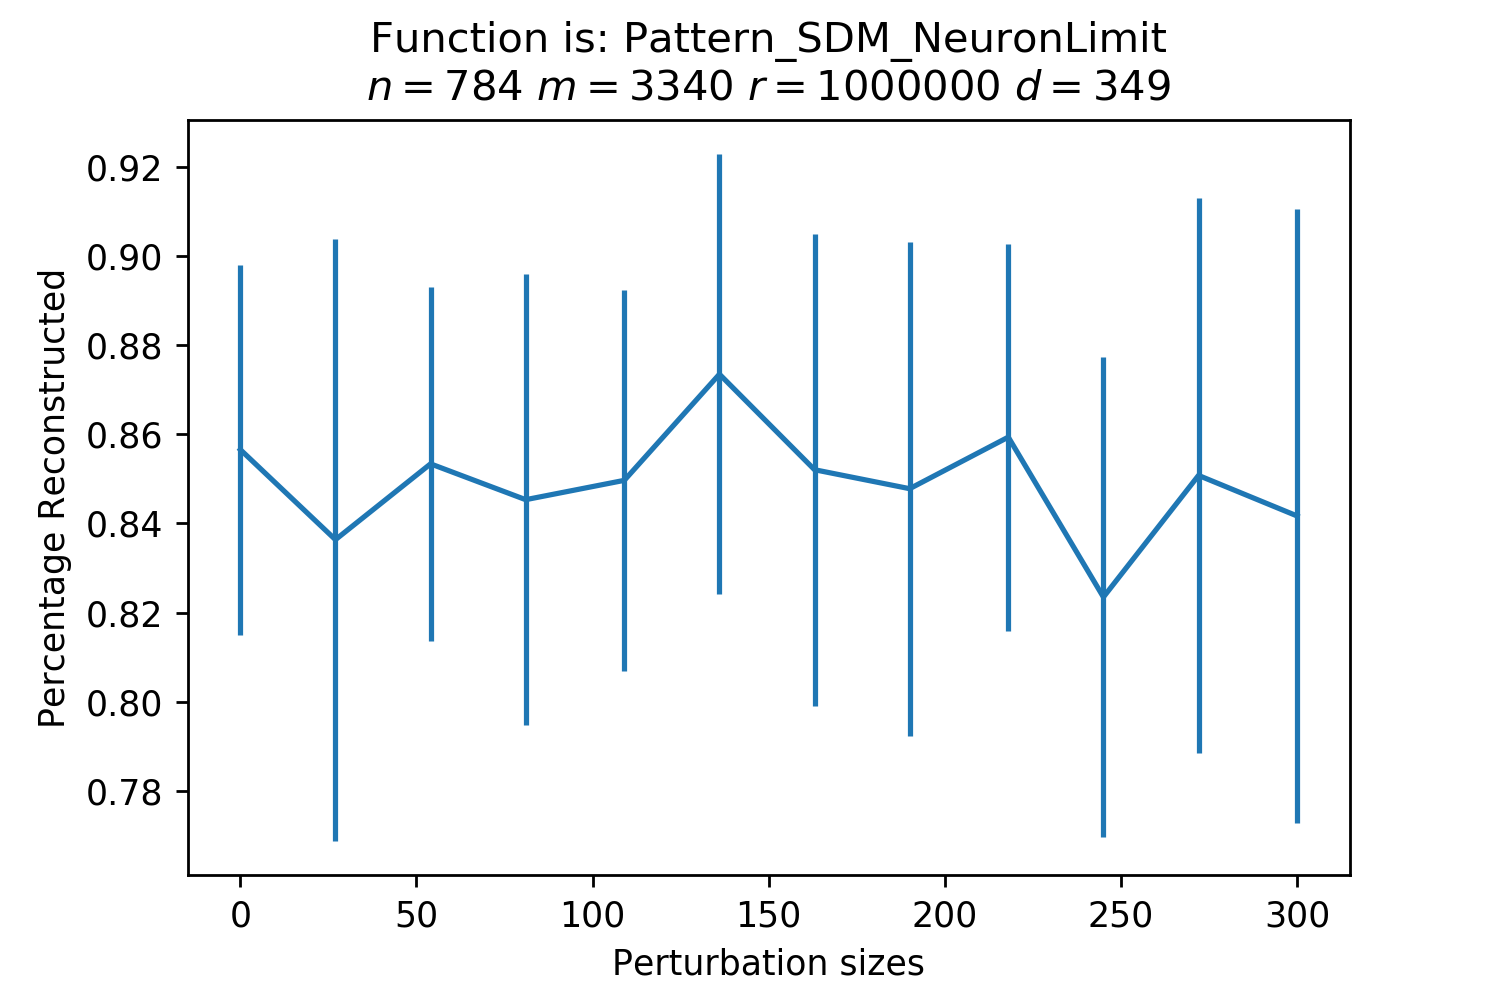 Function is: Pattern_SDM_NeuronLimit
n = 784 m = 3340 r = 1000000 d = 349
0.92
0.90
0.88
0.86
0.84
0.82
0.80
0.78
Percentage Reconstructed
0 50 100 150 200 250 300
Perturbation sizes